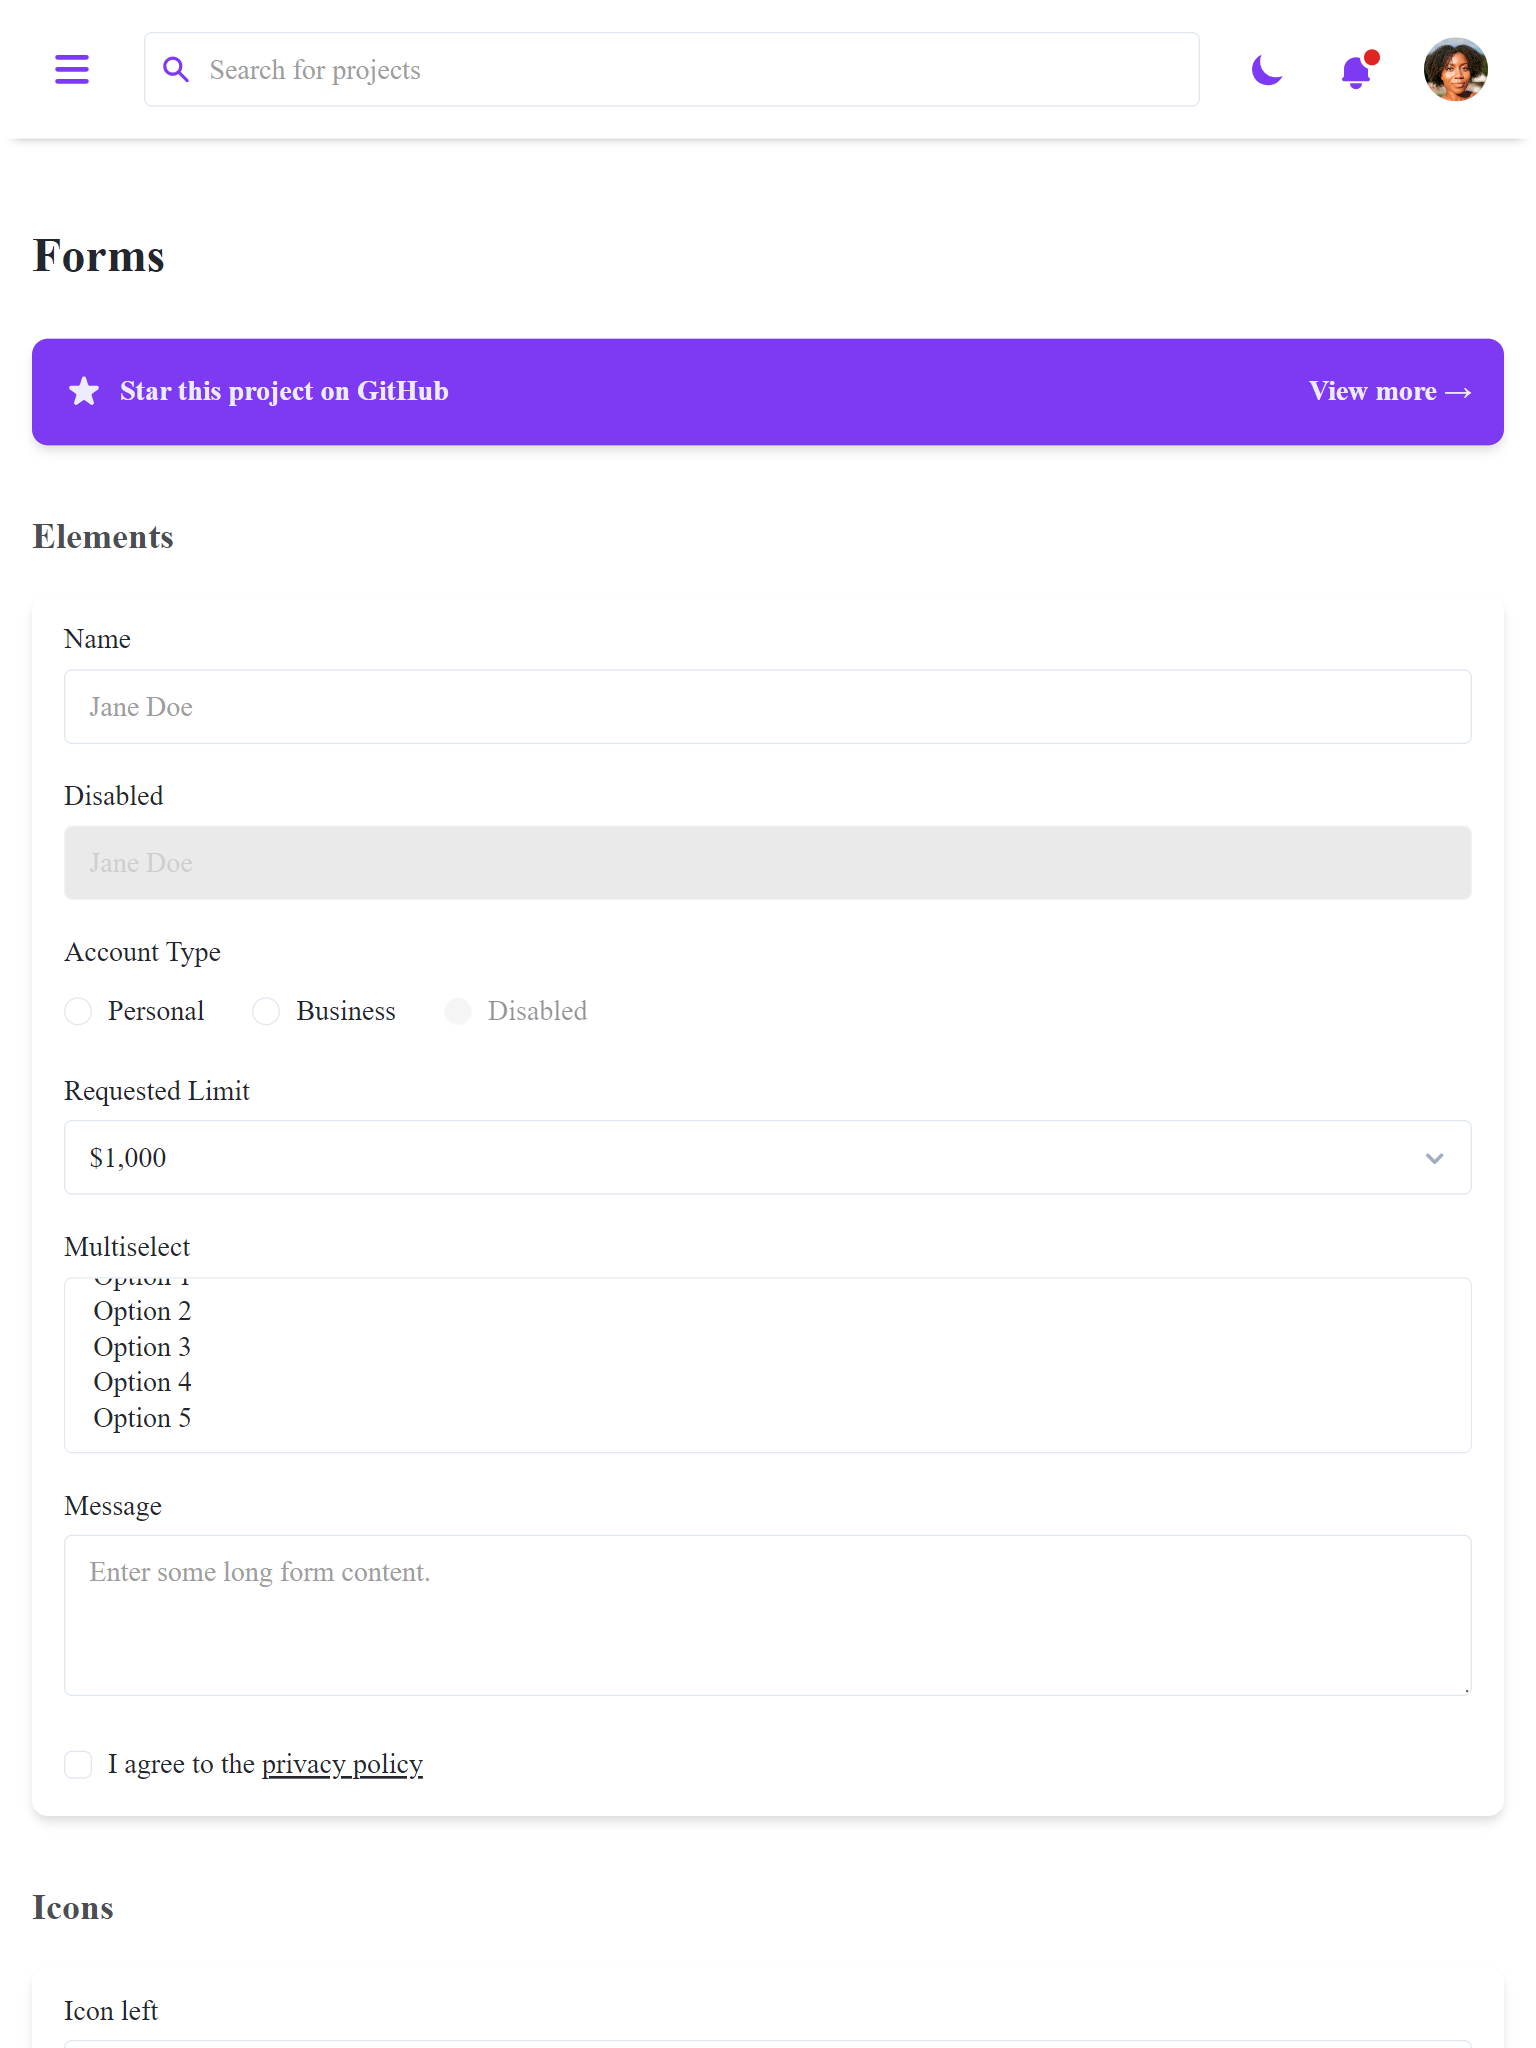 Search for projects
Forms
Star this project on GitHub
View more →
Elements
Name
Jane Doe
Disabled
Jane Doe
Account Type
Personal
Business
Disabled
Requested Limit
$1,000
Multiselect
Option 1
Option 2
Option 3
Option 4
Option 5
Message
Enter some long form content.
I agree to the privacy policy
Icons
Icon left